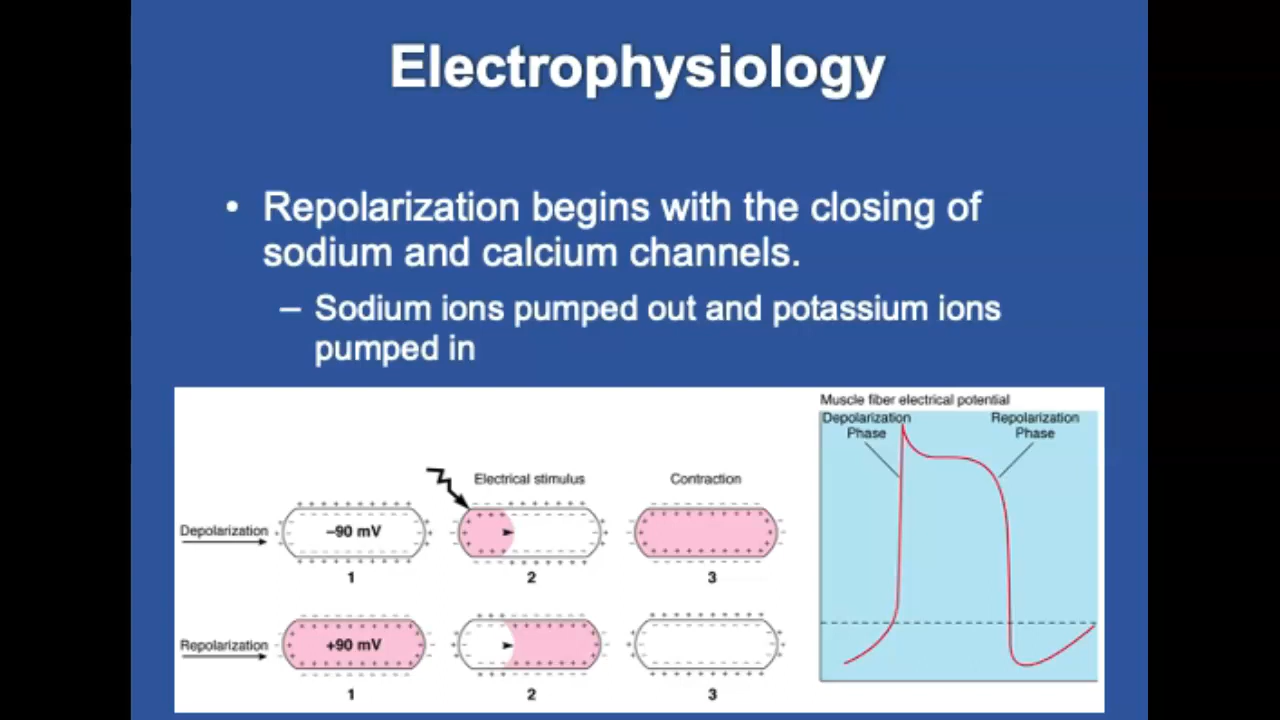 Electrophysiology
• Repolarization begins with the closing of
sodium and calcium channels.
– Sodium ions pumped out and potassium ions
pumped in
Muscle fiber electrical potential
Depolarization
Phase
Repolarization
Phase
Electrical stimulus
Contraction
Depolarization
–90 mV
1
2
3
Repolarization
+90 mV
1
2
3